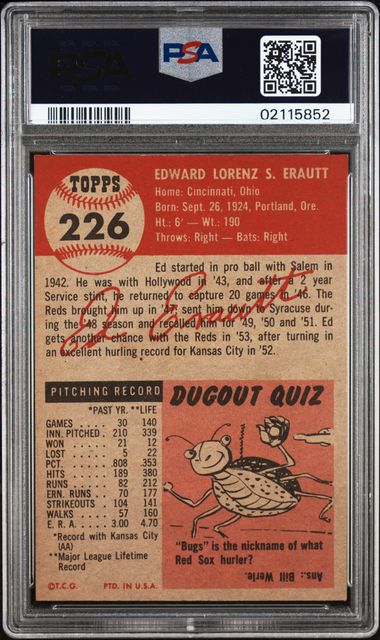 PSA
PSA
02115852
TOPPS
226
EDWARD LORENZ S. ERAUTT
Home: Cincinnati, Ohio
Born: Sept. 26, 1924, Portland, Ore.
Ht.: 6' — Wt.: 190
Throws: Right — Bats: Right
Ed started in pro ball with Salem in
1942. He was with Hollywood in '43, and after a 2 year
Service stint, he returned to capture 20 games in '46. The
Reds brought him up in '47, sent him down to Syracuse dur-
ing the '48 season and recalled him for '49, '50 and '51. Ed
gets another chance with the Reds in '53, after turning in
an excellent hurling record for Kansas City in '52.
Ed Erautt
PITCHING RECORD
*PAST YR. **LIFE
GAMES 30 140
INN. PITCHED 210 339
WON 21 12
LOST 5 22
PCT. .808 .353
HITS 189 380
RUNS 82 212
ERN. RUNS 70 177
STRIKEOUTS 104 141
WALKS 57 160
E. R. A. 3.00 4.70
*Record with Kansas City
(AA)
**Major League Lifetime
Record
©T.C.G. PTD. IN U.S.A.
DUGOUT QUIZ
"Bugs" is the nickname of what
Red Sox hurler?
Ans.: Bill Werle.